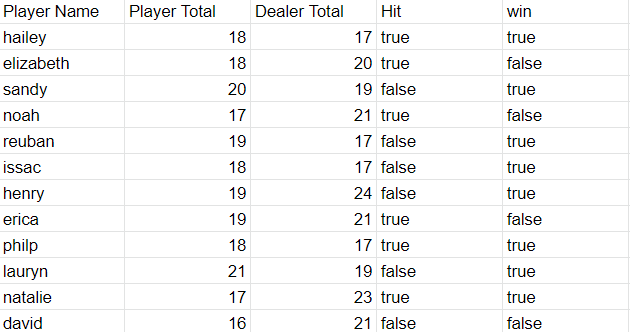 Player Name Player Total Dealer Total Hit win
hailey 18 17 true true
elizabeth 18 20 true false
sandy 20 19 false true
noah 17 21 true false
reuban 19 17 false true
issac 18 17 false true
henry 19 24 false true
erica 19 21 true false
philp 18 17 true true
lauryn 21 19 false true
natalie 17 23 true true
david 16 21 false false